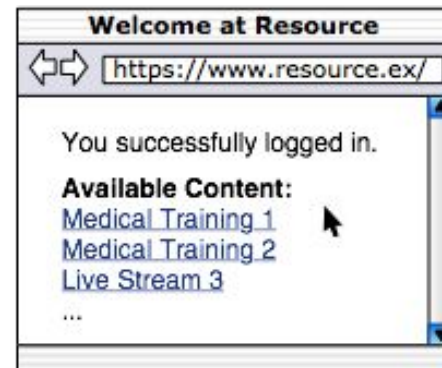 Welcome at Resource
https://www.resource.ex/
You successfully logged in.
Available Content:
Medical Training 1
Medical Training 2
Live Stream 3
...